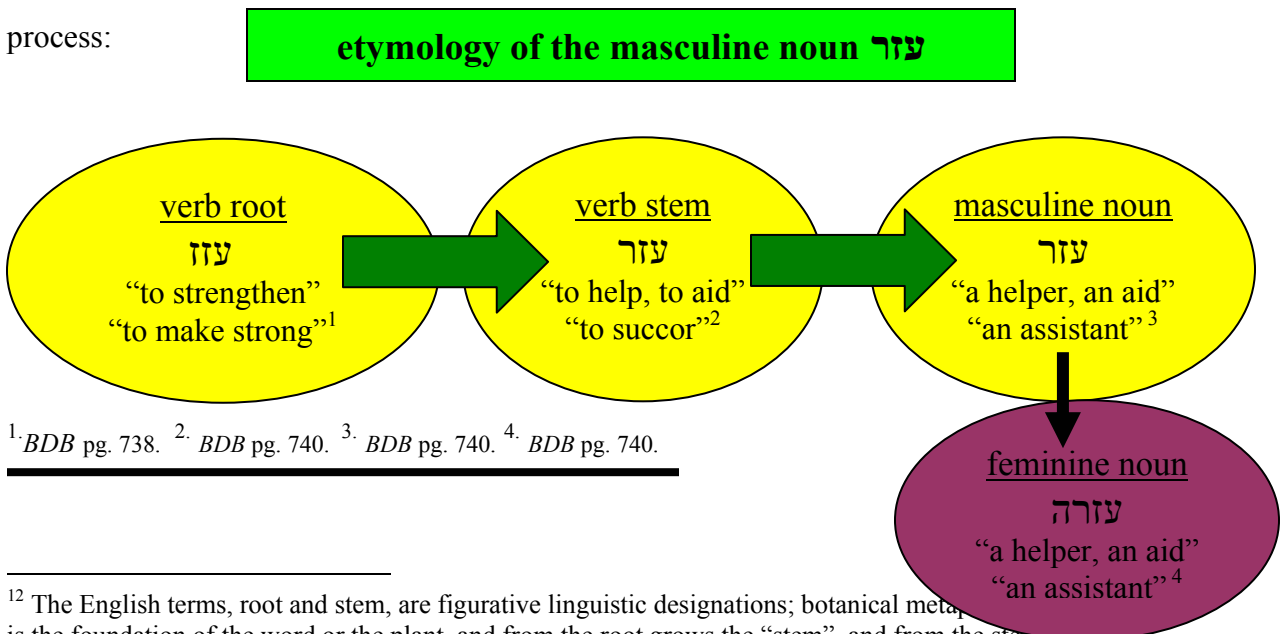 process:
etymology of the masculine noun עזר
verb root
עזז
“to strengthen”
“to make strong”1
verb stem
עזר
“to help, to aid”
“to succor”2
masculine noun
עזר
“a helper, an aid”
“an assistant” 3
1.BDB pg. 738. 2. BDB pg. 740. 3. BDB pg. 740. 4. BDB pg. 740.
feminine noun
עזרה
“a helper, an aid”
“an assistant” 4
12 The English terms, root and stem, are figurative linguistic designations; botanical
is the foundation of the word or the plant, and from the root grows the “stem”, and from the